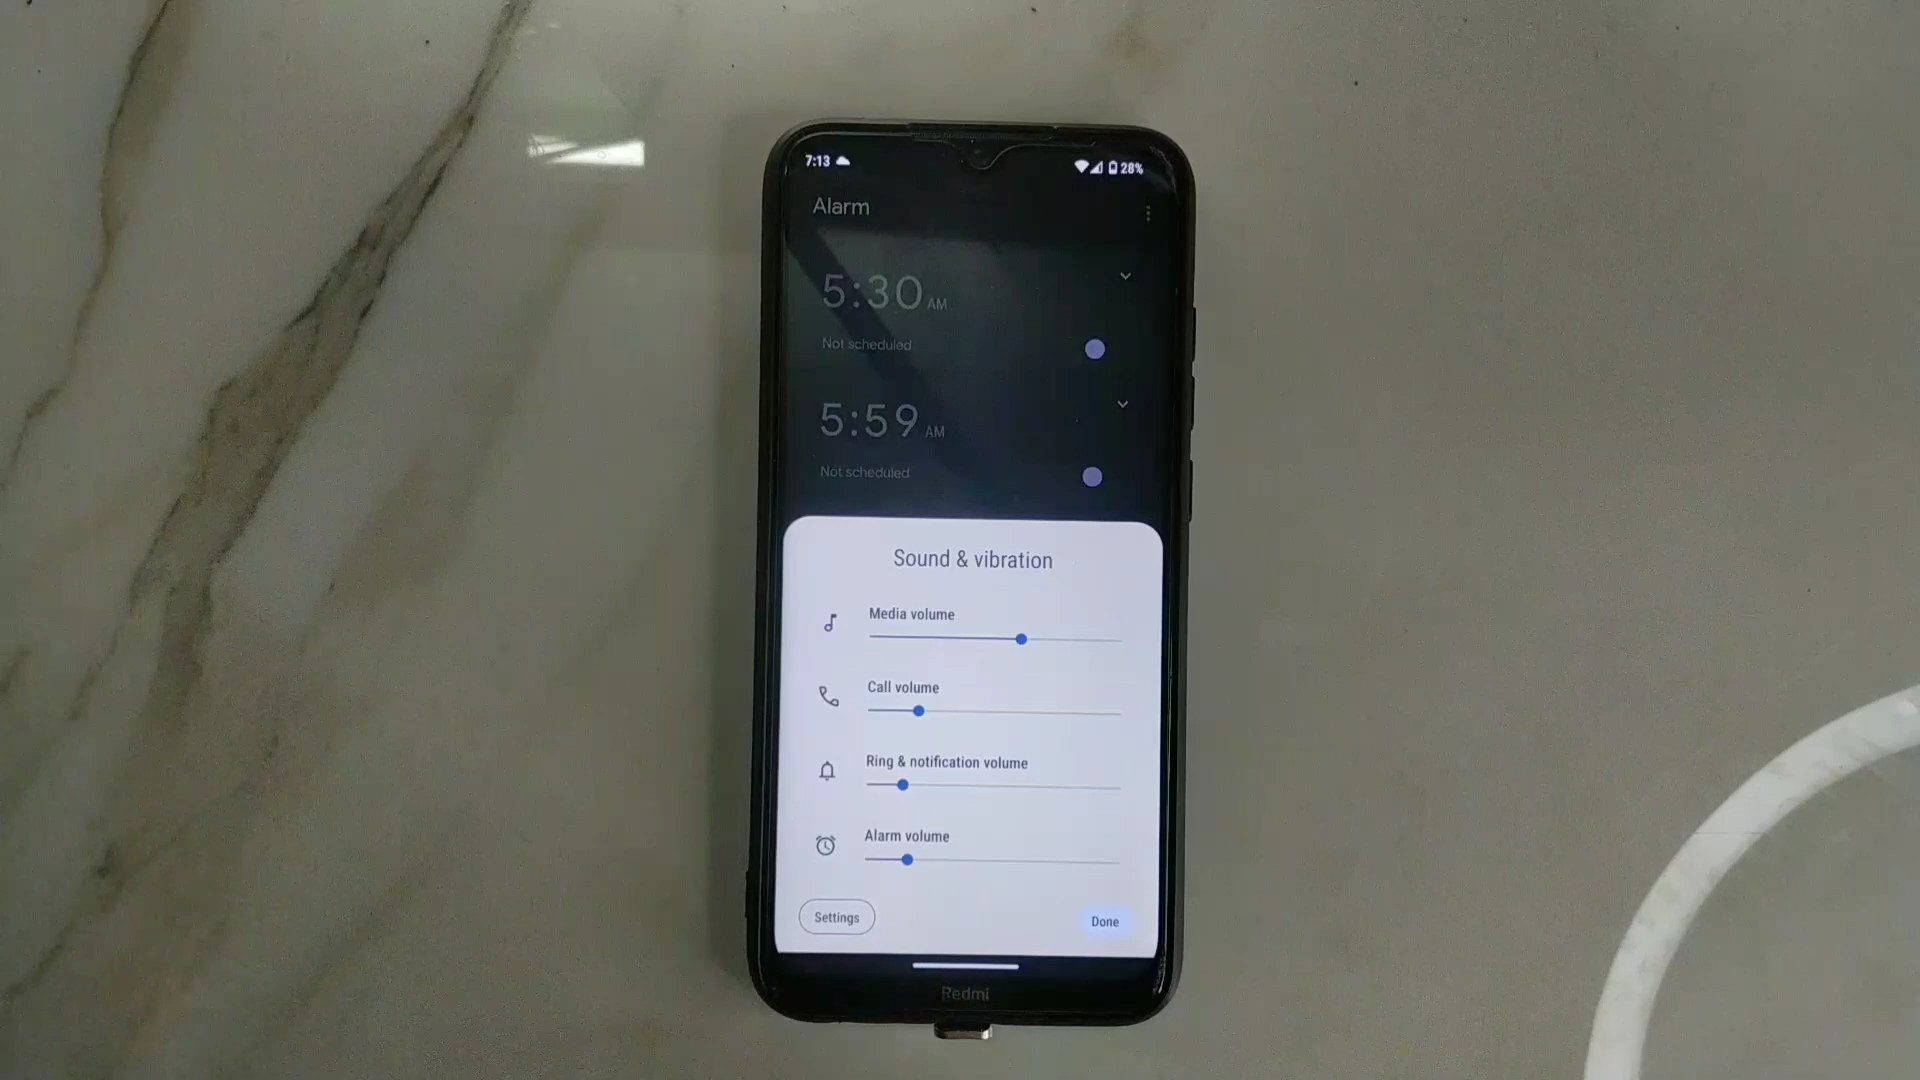 7:13
28%
Alarm
5:30 AM
Not scheduled
5:59 AM
Not scheduled
Sound & vibration
Media volume
Call volume
Ring & notification volume
Alarm volume
Settings
Done
Redmi